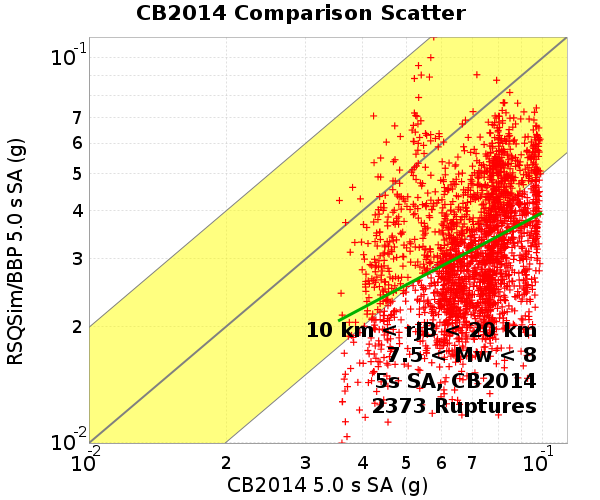 CB2014 Comparison Scatter
RSQSim/BBP 5.0 s SA (g)
10^-1
7
6
5
4
3
2
10^-2
10 km < rJB < 20 km
7.5 < Mw < 8
5s SA, CB2014
2373 Ruptures
10^-2 2 3 4 5 6 7 10^-1
CB2014 5.0 s SA (g)